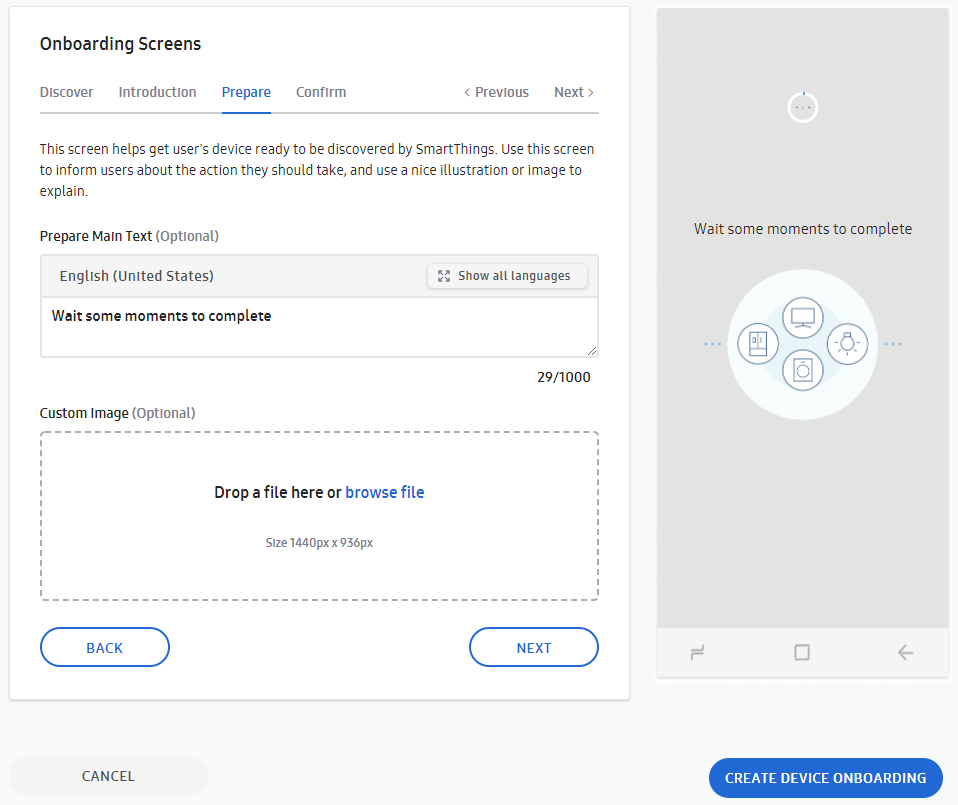 Onboarding Screens
Discover Introduction Prepare Confirm < Previous Next >
This screen helps get user's device ready to be discovered by SmartThings. Use this screen
to inform users about the action they should take, and use a nice illustration or image to
explain.
Prepare Main Text (Optional)
English (United States) Show all languages
Wait some moments to complete
29/1000
Custom Image (Optional)
Drop a file here or browse file
Size 1440px x 936px
BACK NEXT
Wait some moments to complete
CANCEL CREATE DEVICE ONBOARDING